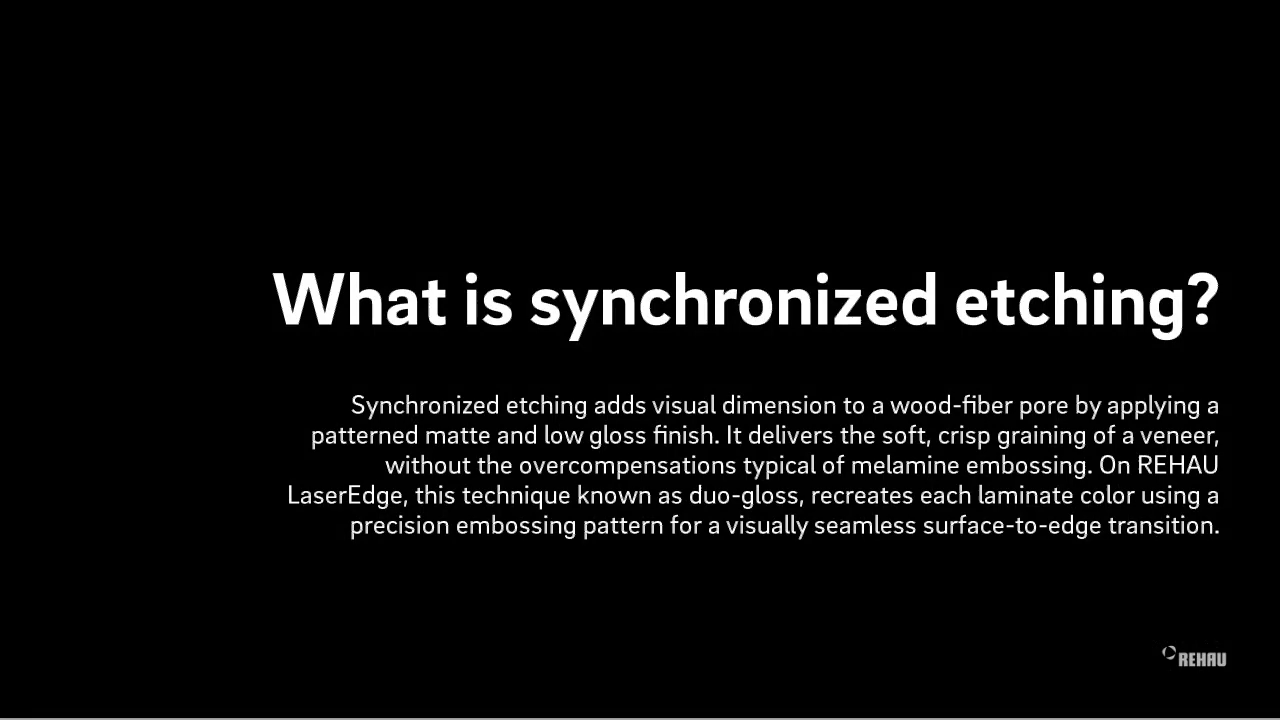 What is synchronized etching?
Synchronized etching adds visual dimension to a wood-fiber pore by applying a
patterned matte and low gloss finish. It delivers the soft, crisp graining of a veneer,
without the overcompensations typical of melamine embossing. On REHAU
LaserEdge, this technique known as duo-gloss, recreates each laminate color using a
precision embossing pattern for a visually seamless surface-to-edge transition.
REHAU